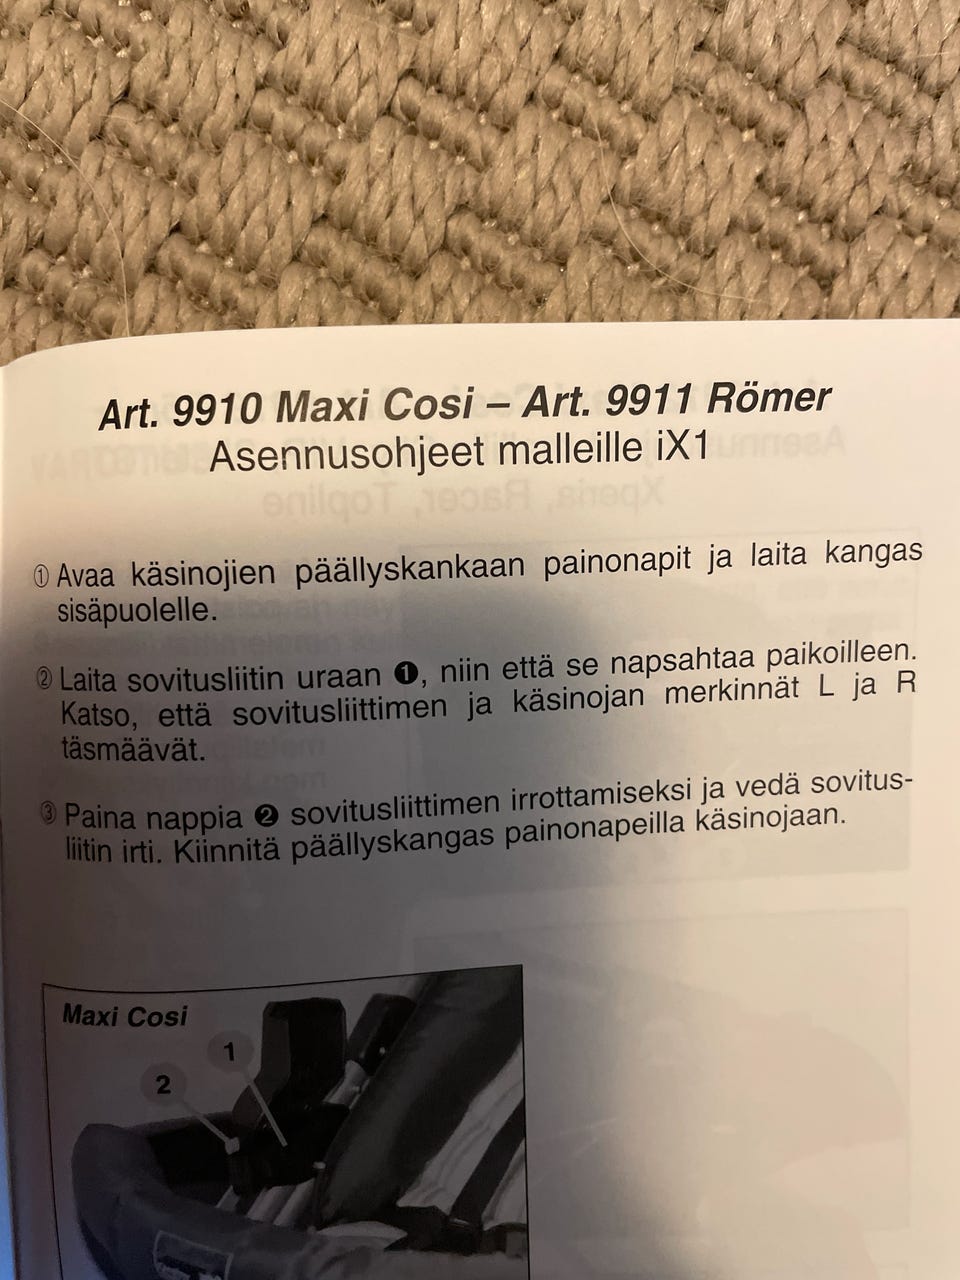 Art. 9910 Maxi Cosi – Art. 9911 Römer
Asennusohjeet malleille iX1
① Avaa käsinojien päällyskankaan painonapit ja laita kangas
sisäpuolelle.
② Laita sovitusliitin uraan ❶, niin että se napsahtaa paikoilleen.
Katso, että sovitusliittimen ja käsinojan merkinnät L ja R
täsmäävät.
③ Paina nappia ❷ sovitusliittimen irrottamiseksi ja vedä sovitus-
liitin irti. Kiinnitä päällyskangas painonapeilla käsinojaan.
Maxi Cosi
1
2